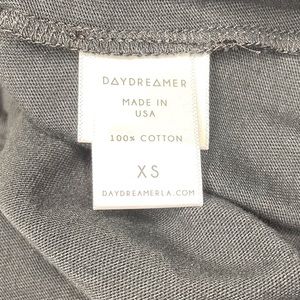 DAYDREAMER
MADE IN
USA
100% COTTON
XS
DAYDREAMERLA.COM